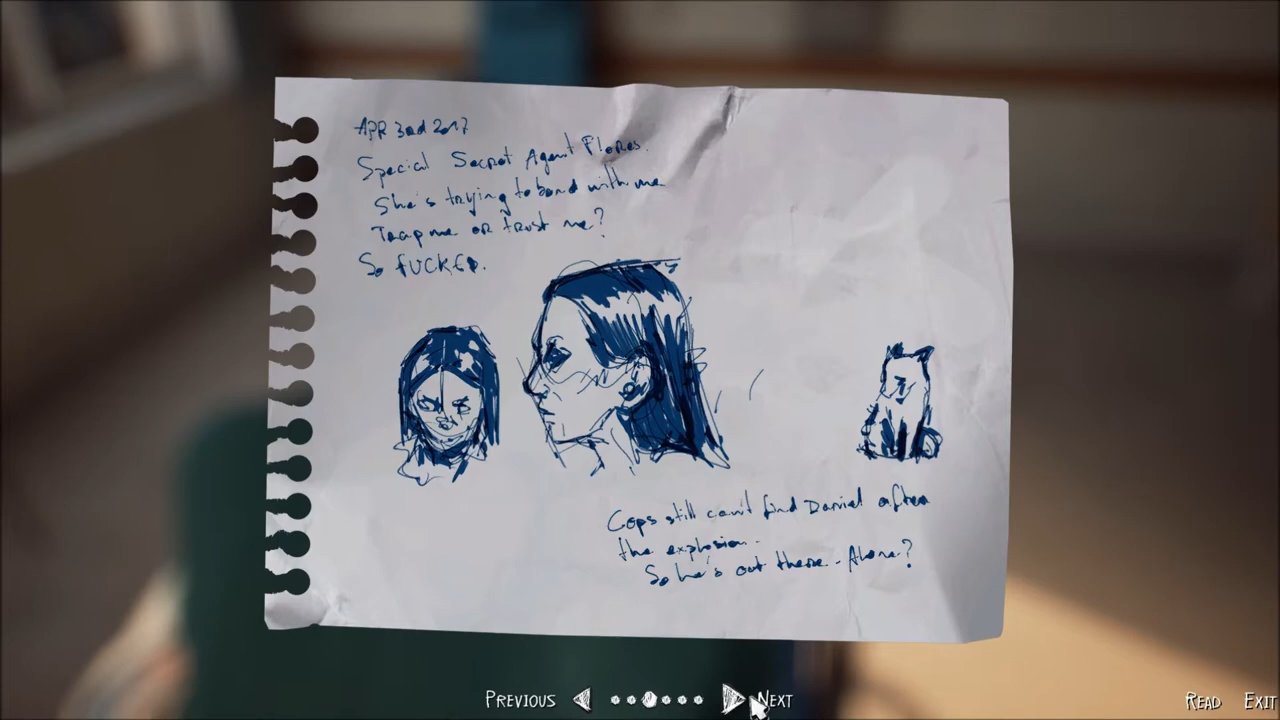 APR 3rd 2017
Special Secret Agent Flores.
She's trying to bond with me
Trap me or trust me?
So FUCKED.
Cops still can't find Daniel after
the explosion.
So he's out there. Alone?
PREVIOUS
NEXT
READ
EXIT